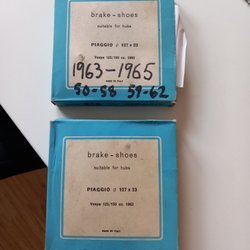 brake-shoes
suitable for hubs
PIAGGIO ∅ 127 x 23
Vespa 125/150 cc. 1963
1963-1965
MADE IN ITALY
50-58 59-62
brake-shoes
suitable for hubs
PIAGGIO ∅ 127 x 23
Vespa 125/150 cc. 1963
MADE IN ITALY